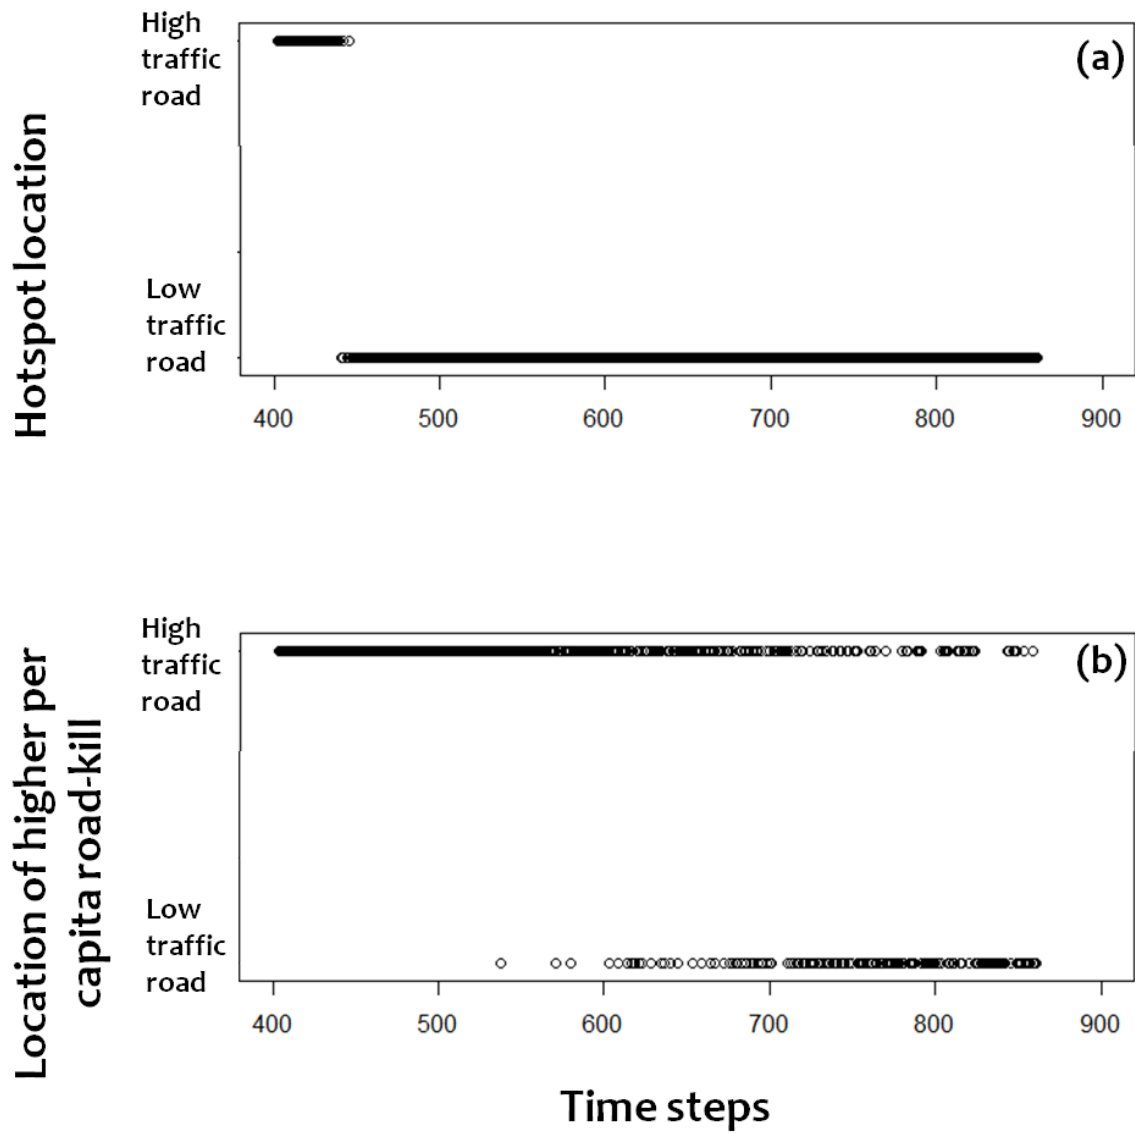 High
traffic
road
(a)
Hotspot location
Low
traffic
road
400 500 600 700 800 900
High
traffic
road
(b)
Location of higher per
capita road-kill
Low
traffic
road
400 500 600 700 800 900
Time steps